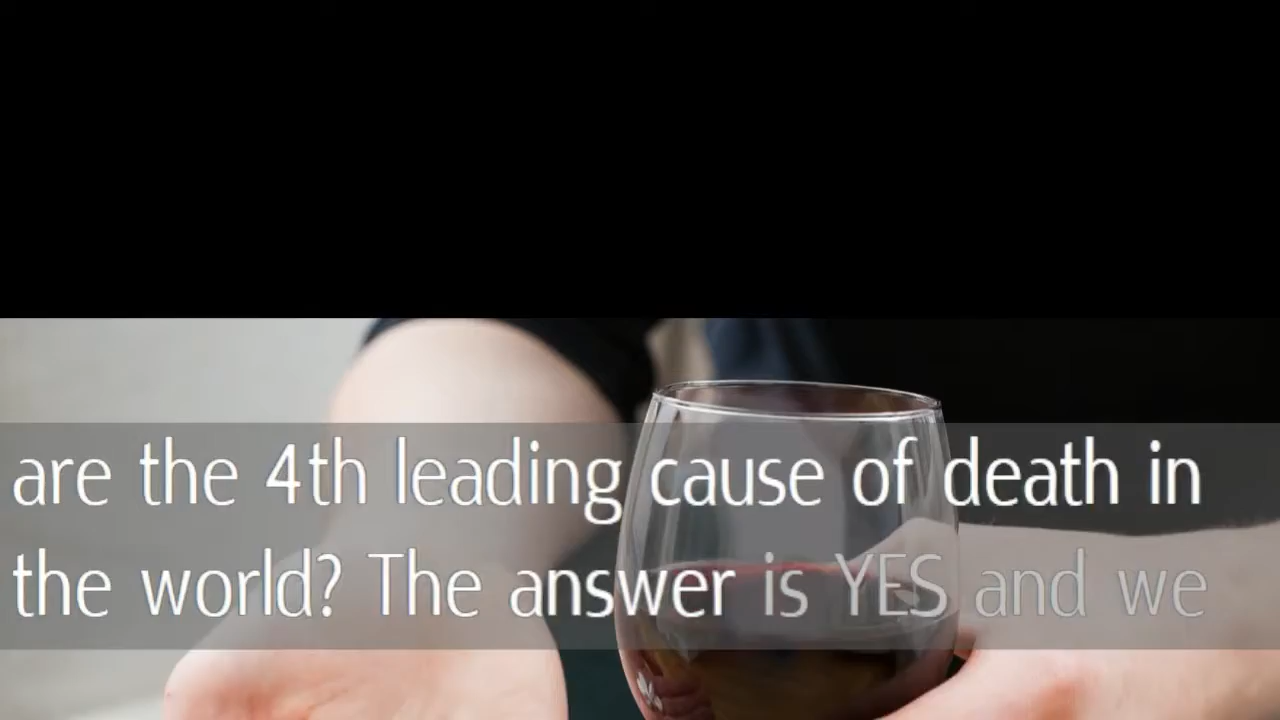 are the 4th leading cause of death in
the world? The answer is YES and we